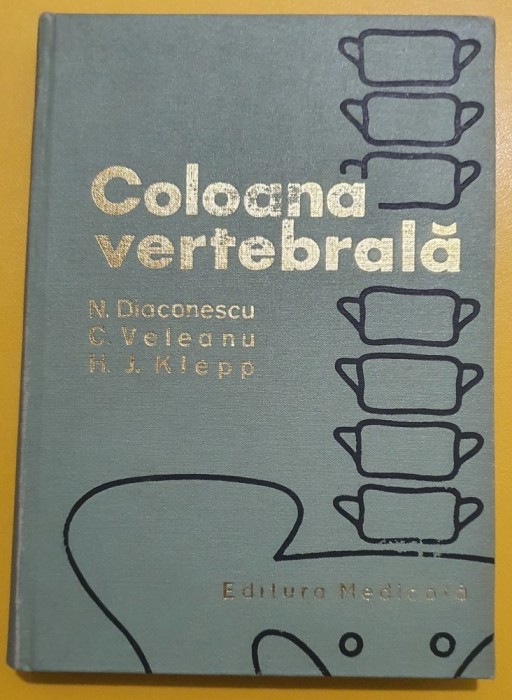 Coloana
vertebrală
N. Diaconescu
C. Veleanu
H. J. Klepp
Editura Medicală